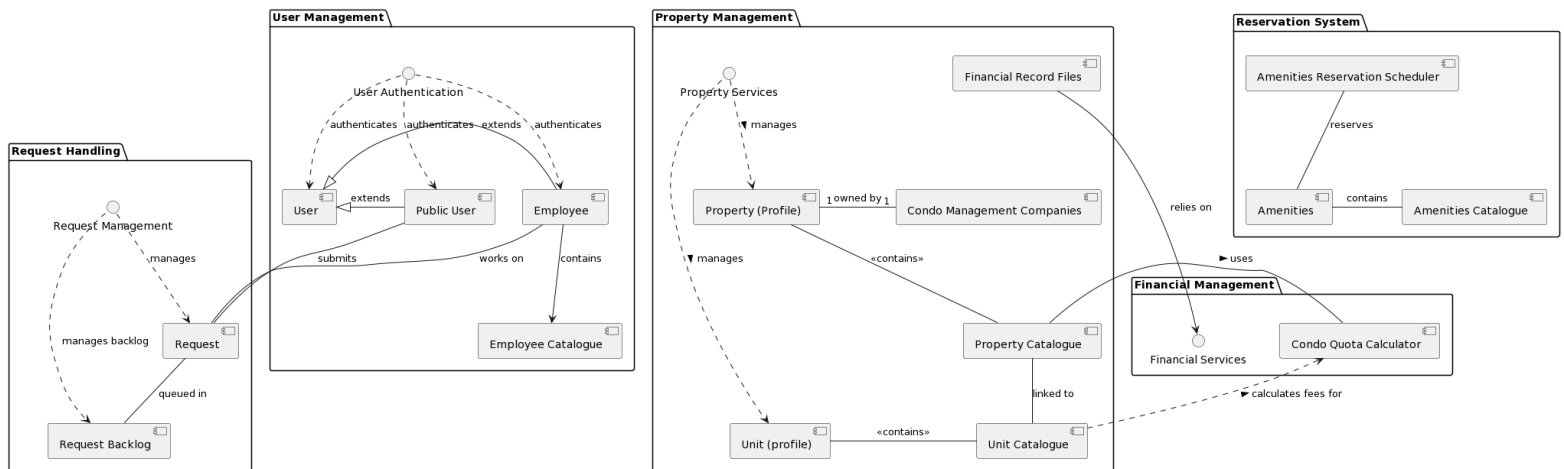 User Management
Property Management
Reservation System
Financial Record Files
Amenities Reservation Scheduler
User Authentication
Property Services
authenticates
authenticates
extends
authenticates
manages
reserves
Request Handling
User
extends
Public User
Employee
Property (Profile)
1
owned by
1
Condo Management Companies
relies on
Amenities
contains
Amenities Catalogue
Request Management
manages
submits
works on
contains
manages
«contains»
uses
Financial Management
manages backlog
Request
Employee Catalogue
Property Catalogue
Financial Services
Condo Quota Calculator
queued in
linked to
calculates fees for
Request Backlog
Unit (profile)
«contains»
Unit Catalogue